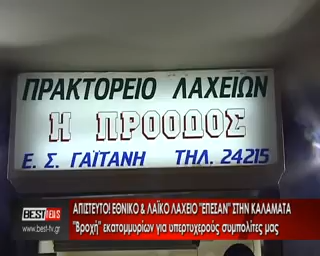 ΠΡΑΚΤΟΡΕΙΟ ΛΑΧΕΙΩΝ
Η ΠΡΟΟΔΟΣ
Ε. Σ. ΓΑΪΤΑΝΗ ΤΗΛ. 24215
BEST NEWS
www.best-tv.gr
ΑΠΙΣΤΕΥΤΟ! ΕΘΝΙΚΟ & ΛΑΪΚΟ ΛΑΧΕΙΟ "ΕΠΕΣΑΝ" ΣΤΗΝ ΚΑΛΑΜΑΤΑ
"Βροχή" εκατομμυρίων για υπερτυχερούς συμπολίτες μας